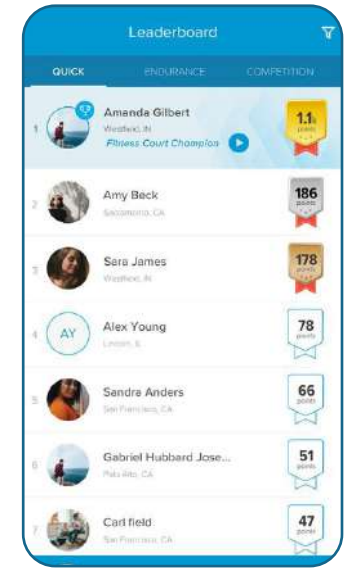 Leaderboard
QUICK ENDURANCE COMPETITION
1 Amanda Gilbert
Westfield, IN
Fitness Court Champion
1.1k
points
2 Amy Beck
Sacramento, CA
186
points
3 Sara James
Westfield, IN
178
points
4 AY Alex Young
78
points
5 Sandra Anders
San Francisco, CA
66
points
6 Gabriel Hubbard Jose...
Palo Alto, CA
51
points
7 Carl field
San Francisco, CA
47
points